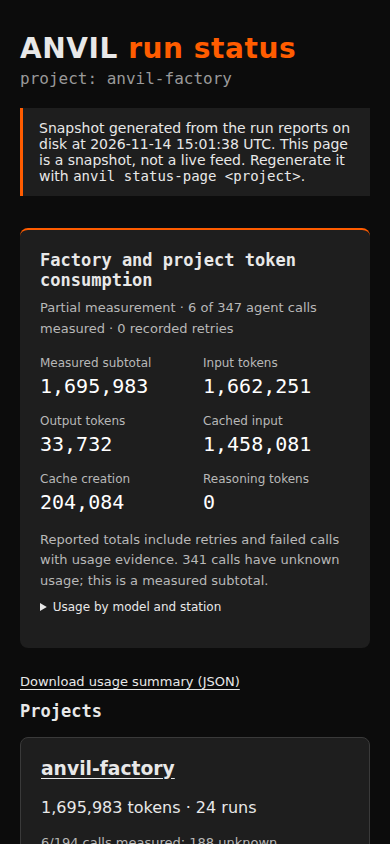 ANVIL run status
project: anvil-factory
Snapshot generated from the run reports on
disk at 2026-11-14 15:01:38 UTC. This page
is a snapshot, not a live feed. Regenerate it
with anvil status-page <project>.
Factory and project token
consumption
Partial measurement · 6 of 347 agent calls
measured · 0 recorded retries
Measured subtotal
1,695,983
Input tokens
1,662,251
Output tokens
33,732
Cached input
1,458,081
Cache creation
204,084
Reasoning tokens
0
Reported totals include retries and failed calls
with usage evidence. 341 calls have unknown
usage; this is a measured subtotal.
▶ Usage by model and station
Download usage summary (JSON)
Projects
anvil-factory
1,695,983 tokens · 24 runs
6/194 calls measured; 188 unknown